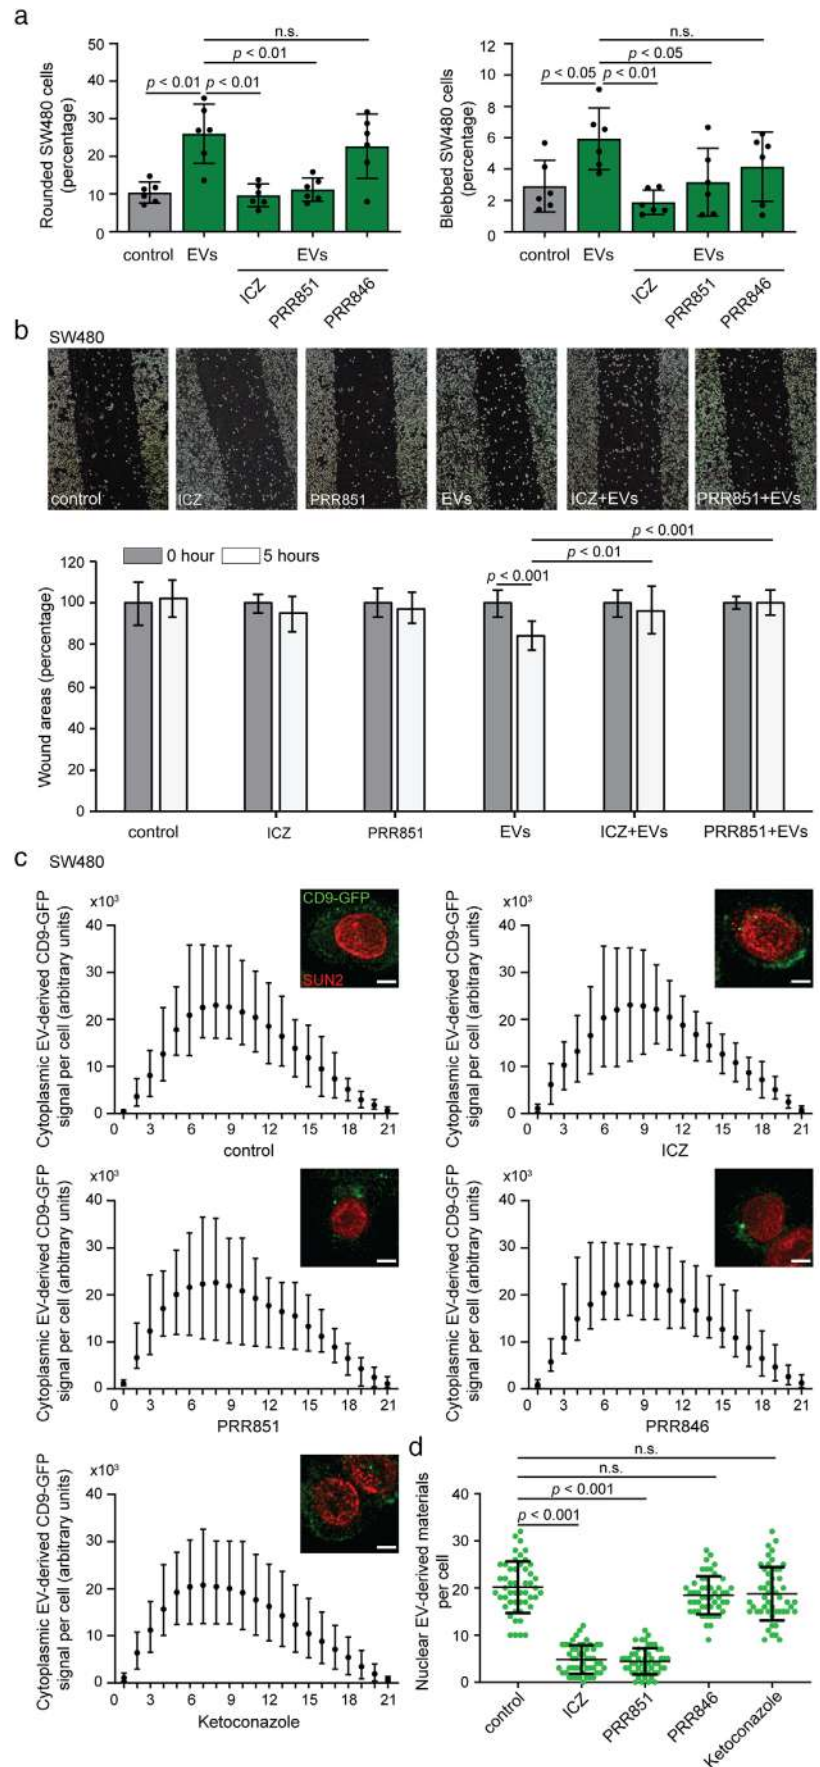 a
Rounded SW480 cells
(percentage)
50
40
30
20
10
0
n.s.
p < 0.01
p < 0.01
p < 0.01
control
EVs
EVs
ICZ
PRR851
PRR846
Blebbed SW480 cells
(percentage)
12
10
8
6
4
2
0
n.s.
p < 0.05
p < 0.05
p < 0.01
control
EVs
EVs
ICZ
PRR851
PRR846
b
SW480
control
ICZ
PRR851
EVs
ICZ+EVs
PRR851+EVs
Wound areas (percentage)
120
100
80
60
40
20
0
0 hour
5 hours
p < 0.001
p < 0.01
p < 0.001
control
ICZ
PRR851
EVs
ICZ+EVs
PRR851+EVs
c
SW480
Cytoplasmic EV-derived CD9-GFP
signal per cell (arbitrary units)
x10³
40
30
20
10
0
CD9-GFP
SUN2
0 3 6 9 12 15 18 21
control
Cytoplasmic EV-derived CD9-GFP
signal per cell (arbitrary units)
x10³
40
30
20
10
0
0 3 6 9 12 15 18 21
ICZ
Cytoplasmic EV-derived CD9-GFP
signal per cell (arbitrary units)
x10³
40
30
20
10
0
0 3 6 9 12 15 18 21
PRR851
Cytoplasmic EV-derived CD9-GFP
signal per cell (arbitrary units)
x10³
40
30
20
10
0
0 3 6 9 12 15 18 21
PRR846
Cytoplasmic EV-derived CD9-GFP
signal per cell (arbitrary units)
x10³
40
30
20
10
0
0 3 6 9 12 15 18 21
Ketoconazole
d
Nuclear EV-derived materials
per cell
40
30
20
10
0
n.s.
n.s.
p < 0.001
p < 0.001
control
ICZ
PRR851
PRR846
Ketoconazole